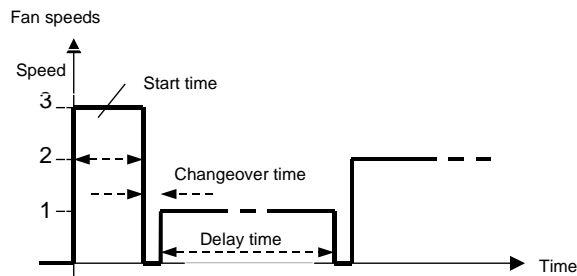 Fan speeds
Speed
Start time
3
2
Changeover time
1
Delay time
Time